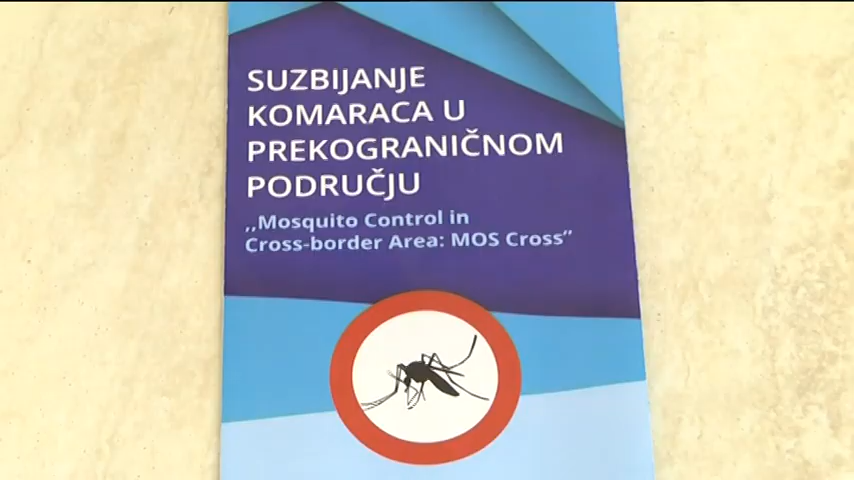 SUZBIJANJE
KOMARACA U
PREKOGRANIČNOM
PODRUČJU
,,Mosquito Control in
Cross-border Area: MOS Cross”